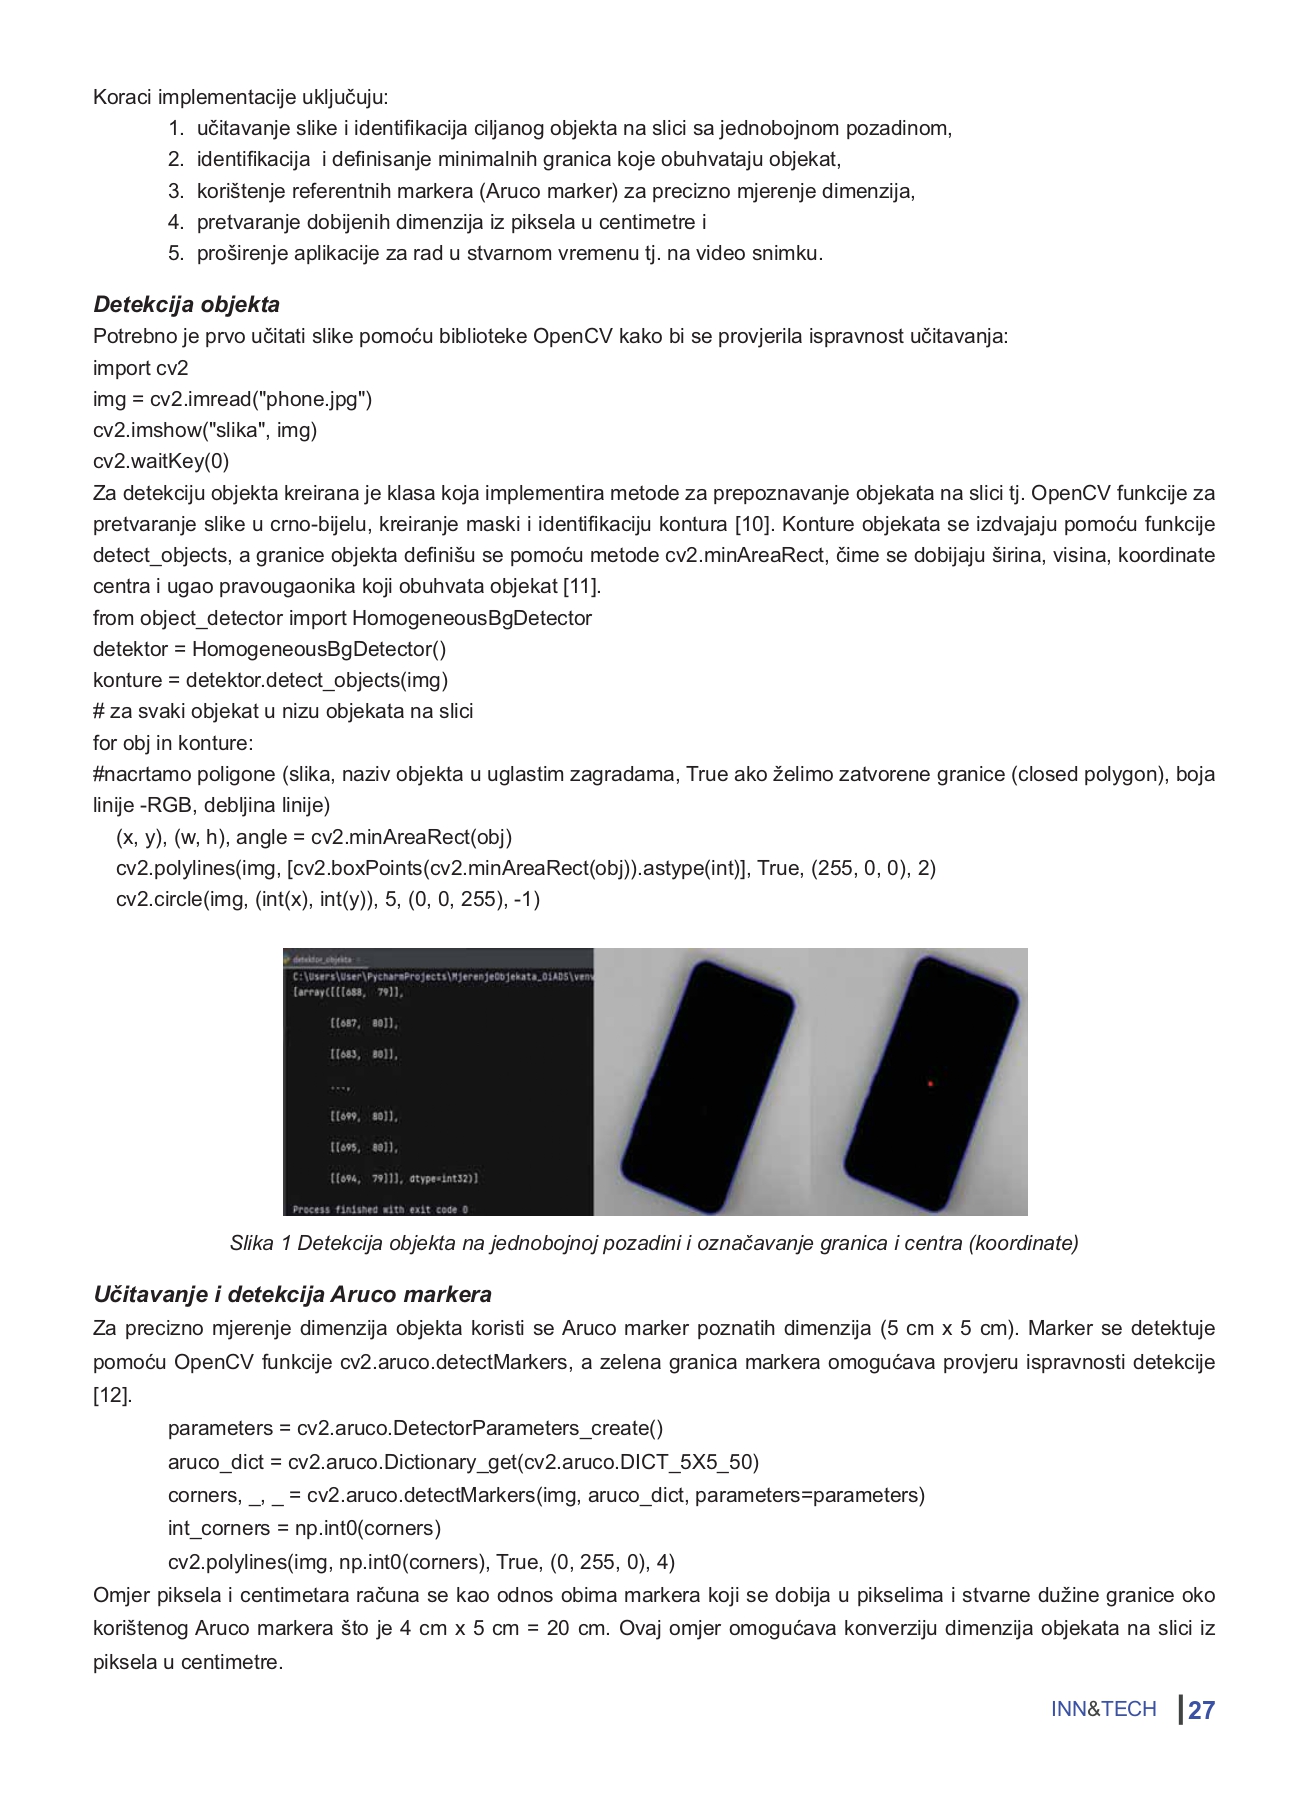 Koraci implementacije uključuju:
1. učitavanje slike i identifikacija ciljanog objekta na slici sa jednobojnom pozadinom,
2. identifikacija i definisanje minimalnih granica koje obuhvataju objekat,
3. korištenje referentnih markera (Aruco marker) za precizno mjerenje dimenzija,
4. pretvaranje dobijenih dimenzija iz piksela u centimetre i
5. proširenje aplikacije za rad u stvarnom vremenu tj. na video snimku.
Detekcija objekta
Potrebno je prvo učitati slike pomoću biblioteke OpenCV kako bi se provjerila ispravnost učitavanja:
import cv2
img = cv2.imread("phone.jpg")
cv2.imshow("slika", img)
cv2.waitKey(0)
Za detekciju objekta kreirana je klasa koja implementira metode za prepoznavanje objekata na slici tj. OpenCV funkcije za
pretvaranje slike u crno-bijelu, kreiranje maski i identifikaciju kontura [10]. Konture objekata se izdvajaju pomoću funkcije
detect_objects, a granice objekta definišu se pomoću metode cv2.minAreaRect, čime se dobijaju širina, visina, koordinate
centra i ugao pravougaonika koji obuhvata objekat [11].
from object_detector import HomogeneousBgDetector
detektor = HomogeneousBgDetector()
konture = detektor.detect_objects(img)
# za svaki objekat u nizu objekata na slici
for obj in konture:
#nacrtamo poligone (slika, naziv objekta u uglastim zagradama, True ako želimo zatvorene granice (closed polygon), boja
linije -RGB, debljina linije)
(x, y), (w, h), angle = cv2.minAreaRect(obj)
cv2.polylines(img, [cv2.boxPoints(cv2.minAreaRect(obj)).astype(int)], True, (255, 0, 0), 2)
cv2.circle(img, (int(x), int(y)), 5, (0, 0, 255), -1)
detektor_objekta
C:\Users\User\PycharmProjects\MjerenjeObjekata_OiADS\venv
[array([[[688, 79]],
[[687, 80]],
[[683, 80]],
...,
[[699, 80]],
[[695, 80]],
[[694, 79]]], dtype=int32)]
Process finished with exit code 0
Slika 1 Detekcija objekta na jednobojnoj pozadini i označavanje granica i centra (koordinate)
Učitavanje i detekcija Aruco markera
Za precizno mjerenje dimenzija objekta koristi se Aruco marker poznatih dimenzija (5 cm x 5 cm). Marker se detektuje
pomoću OpenCV funkcije cv2.aruco.detectMarkers, a zelena granica markera omogućava provjeru ispravnosti detekcije
[12].
parameters = cv2.aruco.DetectorParameters_create()
aruco_dict = cv2.aruco.Dictionary_get(cv2.aruco.DICT_5X5_50)
corners, _, _ = cv2.aruco.detectMarkers(img, aruco_dict, parameters=parameters)
int_corners = np.int0(corners)
cv2.polylines(img, np.int0(corners), True, (0, 255, 0), 4)
Omjer piksela i centimetara računa se kao odnos obima markera koji se dobija u pikselima i stvarne dužine granice oko
korištenog Aruco markera što je 4 cm x 5 cm = 20 cm. Ovaj omjer omogućava konverziju dimenzija objekata na slici iz
piksela u centimetre.
INN&TECH 27